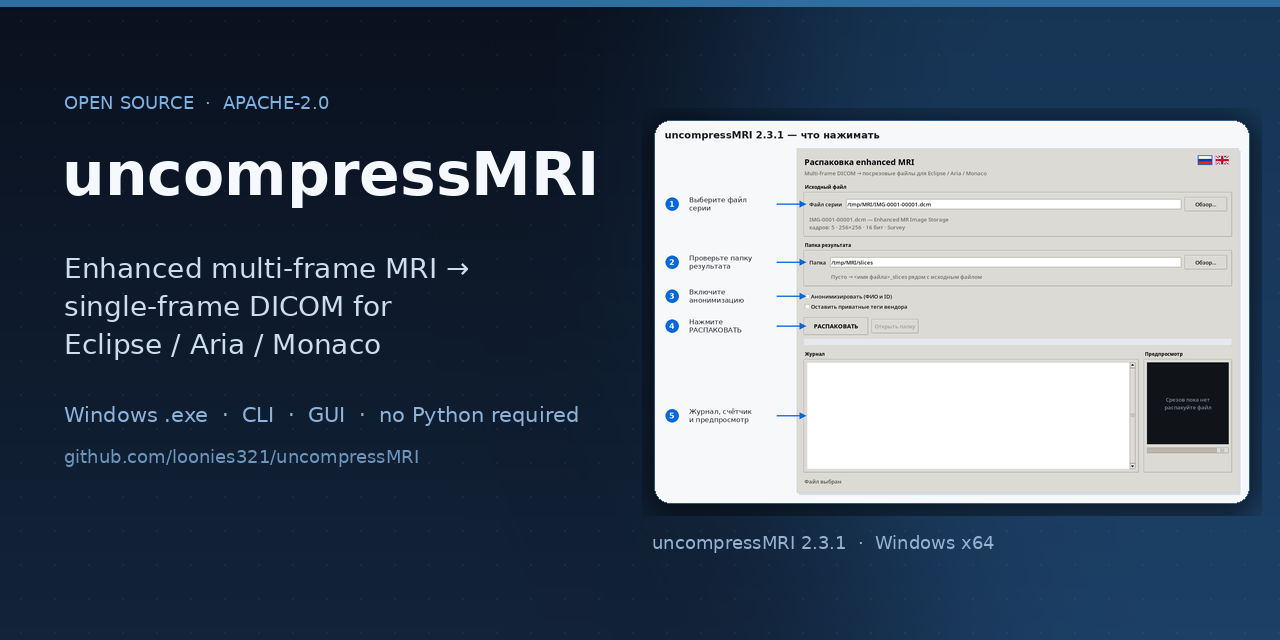 OPEN SOURCE · APACHE-2.0
uncompressMRI
Enhanced multi-frame MRI →
single-frame DICOM for
Eclipse / Aria / Monaco
Windows .exe · CLI · GUI · no Python required
github.com/loonies321/uncompressMRI
uncompressMRI 2.3.1 — что нажимать
1 Выберите файл
серии
2 Проверьте папку
результата
3 Включите
анонимизацию
4 Нажмите
РАСПАКОВАТЬ
5 Журнал, счётчик
и предпросмотр
Распаковка enhanced MRI
Multi-frame DICOM → посрезовые файлы для Eclipse / Aria / Monaco
Исходный файл
Файл серии /tmp/MRI/IMG-0001-00001.dcm Обзор...
IMG-0001-00001.dcm — Enhanced MR Image Storage
кадров: 5 · 256×256 · 16 бит · Survey
Папка результата
Папка /tmp/MRI/slices Обзор...
Пусто → <имя файла>_slices рядом с исходным файлом
Анонимизировать (ФИО и ID)
Оставить приватные теги вендора
РАСПАКОВАТЬ Открыть папку
Журнал Предпросмотр
Срезов пока нет
распакуйте файл
Файл выбран
uncompressMRI 2.3.1 · Windows x64